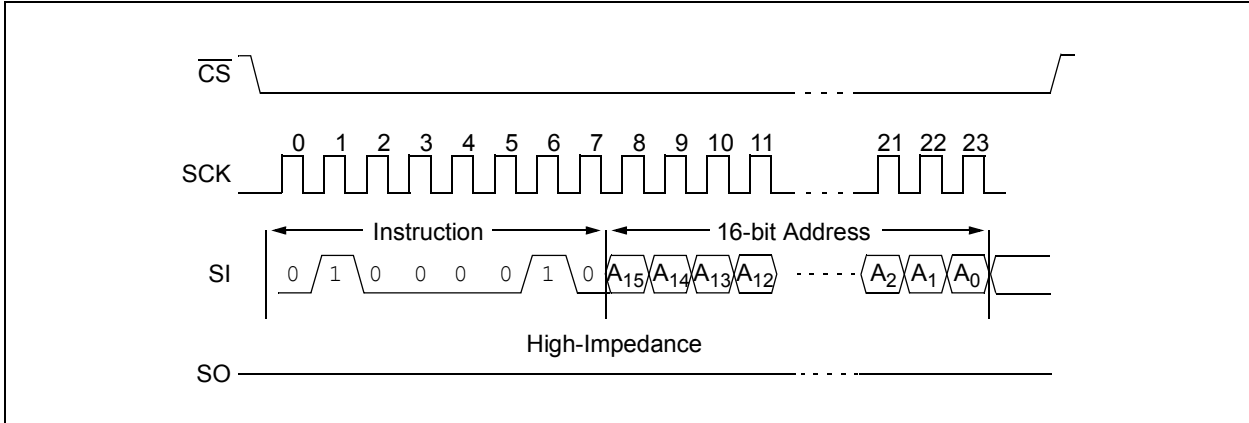 CS
0 1 2 3 4 5 6 7 8 9 10 11 21 22 23
SCK
Instruction 16-bit Address
SI 0 1 0 0 0 0 1 0 A15 A14 A13 A12 A2 A1 A0
High-Impedance
SO